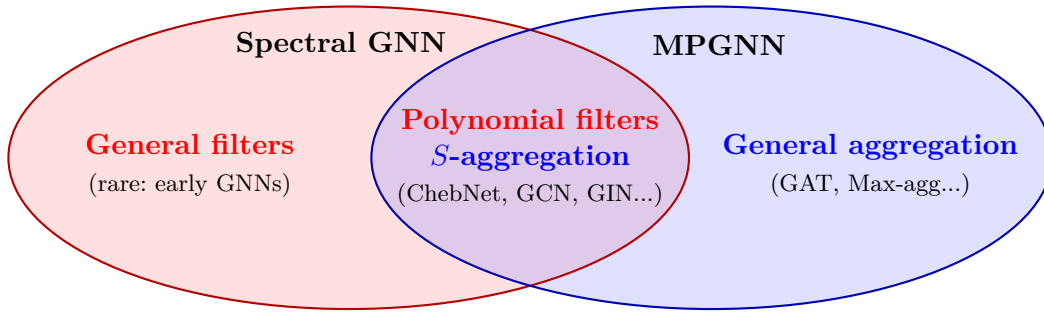 Spectral GNN
MPGNN
General filters
(rare: early GNNs)
Polynomial filters
S-aggregation
(ChebNet, GCN, GIN...)
General aggregation
(GAT, Max-agg...)